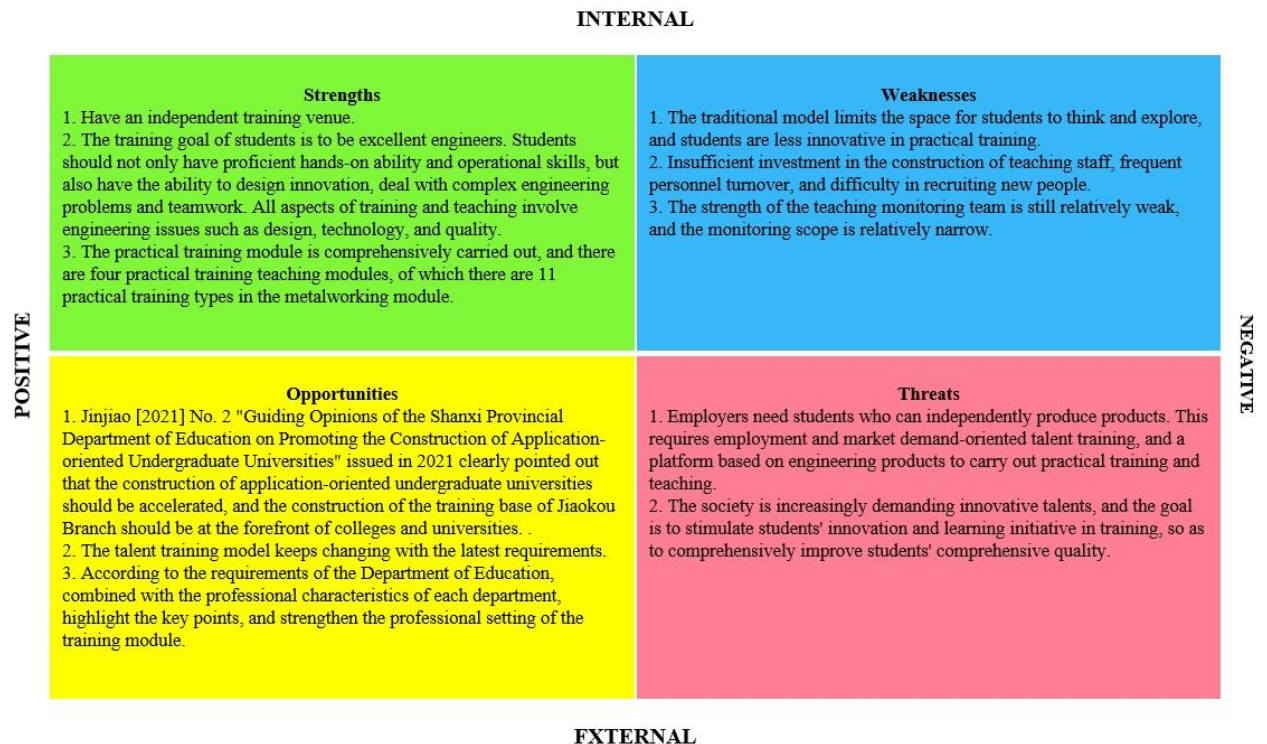 INTERNAL
Strengths
1. Have an independent training venue.
2. The training goal of students is to be excellent engineers. Students
should not only have proficient hands-on ability and operational skills, but
also have the ability to design innovation, deal with complex engineering
problems and teamwork. All aspects of training and teaching involve
engineering issues such as design, technology, and quality.
3. The practical training module is comprehensively carried out, and there
are four practical training teaching modules, of which there are 11
practical training types in the metalworking module.
Weaknesses
1. The traditional model limits the space for students to think and explore,
and students are less innovative in practical training.
2. Insufficient investment in the construction of teaching staff, frequent
personnel turnover, and difficulty in recruiting new people.
3. The strength of the teaching monitoring team is still relatively weak,
and the monitoring scope is relatively narrow.
POSITIVE
NEGATIVE
Opportunities
1. Jinjiao [2021] No. 2 "Guiding Opinions of the Shanxi Provincial
Department of Education on Promoting the Construction of Application-
oriented Undergraduate Universities" issued in 2021 clearly pointed out
that the construction of application-oriented undergraduate universities
should be accelerated, and the construction of the training base of Jiaokou
Branch should be at the forefront of colleges and universities. .
2. The talent training model keeps changing with the latest requirements.
3. According to the requirements of the Department of Education,
combined with the professional characteristics of each department,
highlight the key points, and strengthen the professional setting of the
training module.
Threats
1. Employers need students who can independently produce products. This
requires employment and market demand-oriented talent training, and a
platform based on engineering products to carry out practical training and
teaching.
2. The society is increasingly demanding innovative talents, and the goal
is to stimulate students' innovation and learning initiative in training, so as
to comprehensively improve students' comprehensive quality.
FXTERNAL